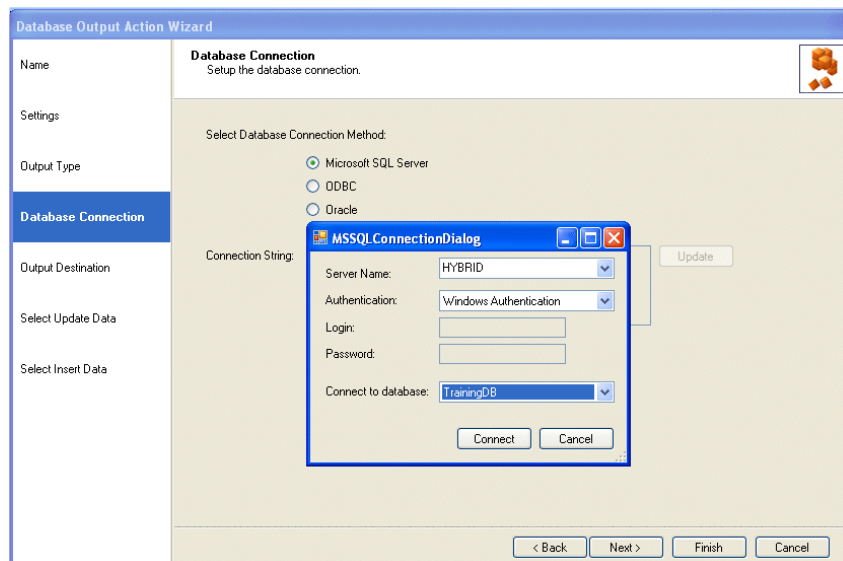 Database Output Action Wizard
Name
Settings
Output Type
Database Connection
Output Destination
Select Update Data
Select Insert Data
Database Connection
Setup the database connection.
Select Database Connection Method:
Microsoft SQL Server
ODBC
Oracle
Connection String:
Update
MSSQLConnectionDialog
Server Name: HYBRID
Authentication: Windows Authentication
Login:
Password:
Connect to database: TrainingDB
Connect Cancel
< Back Next > Finish Cancel